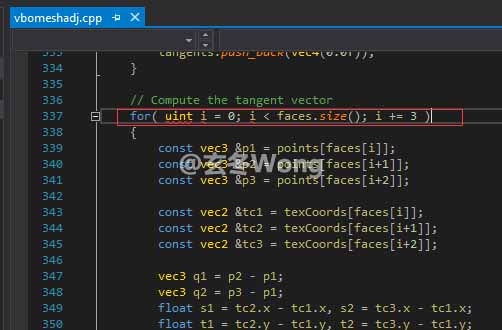 vbomeshadj.cpp
333 tangents.push_back(vec4(0.0f));
334 }
335
336 // Compute the tangent vector
337 for( uint i = 0; i < faces.size(); i += 3 )
338 {
339 const vec3 &p1 = points[faces[i]];
340 const vec3 &p2 = points[faces[i+1]];
341 const vec3 &p3 = points[faces[i+2]];
342
343 const vec2 &tc1 = texCoords[faces[i]];
344 const vec2 &tc2 = texCoords[faces[i+1]];
345 const vec2 &tc3 = texCoords[faces[i+2]];
346
347 vec3 q1 = p2 - p1;
348 vec3 q2 = p3 - p1;
349 float s1 = tc2.x - tc1.x, s2 = tc3.x - tc1.x;
350 float t1 = tc2.y - tc1.y, t2 = tc3.y - tc1.y;
@玄冬Wong